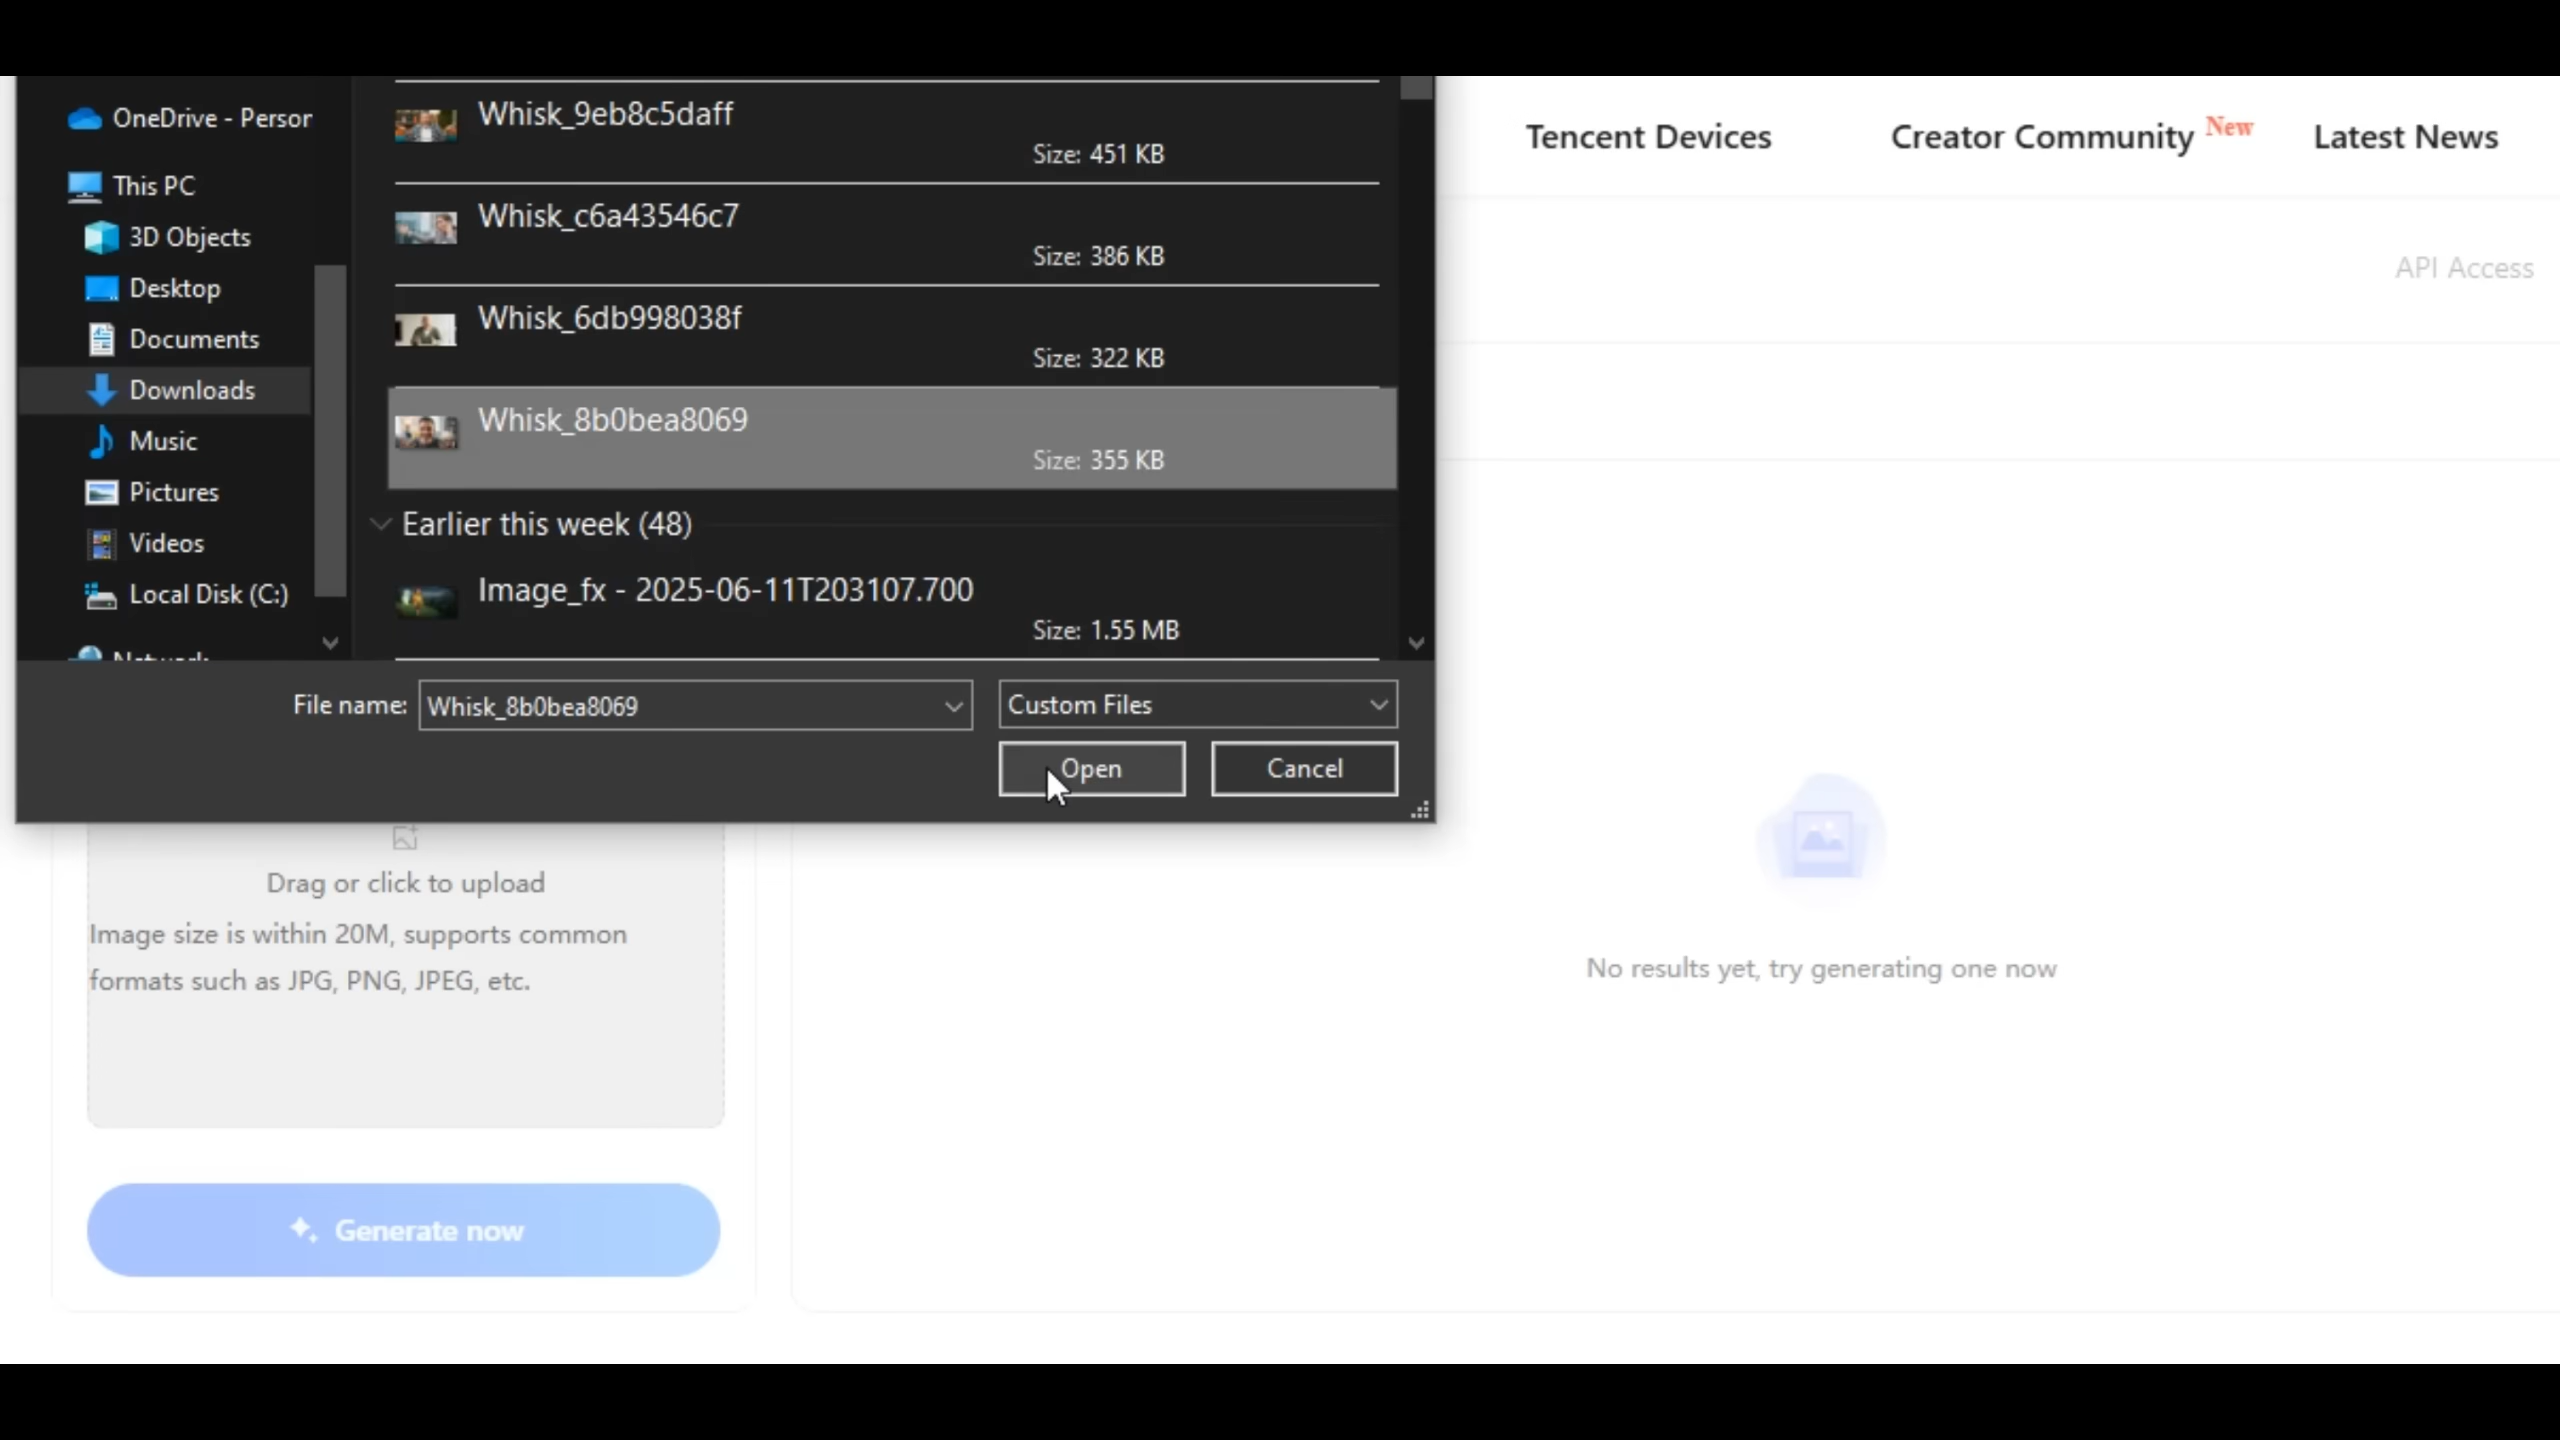 OneDrive - Person
This PC
3D Objects
Desktop
Documents
Downloads
Music
Pictures
Videos
Local Disk (C:)
Network
Whisk_9eb8c5daff
Size: 451 KB
Whisk_c6a43546c7
Size: 386 KB
Whisk_6db998038f
Size: 322 KB
Whisk_8b0bea8069
Size: 355 KB
Earlier this week (48)
Image_fx - 2025-06-11T203107.700
Size: 1.55 MB
File name: Whisk_8b0bea8069 Custom Files
Open Cancel
Tencent Devices Creator Community New Latest News
API Access
Drag or click to upload
Image size is within 20M, supports common
formats such as JPG, PNG, JPEG, etc.
Generate now
No results yet, try generating one now